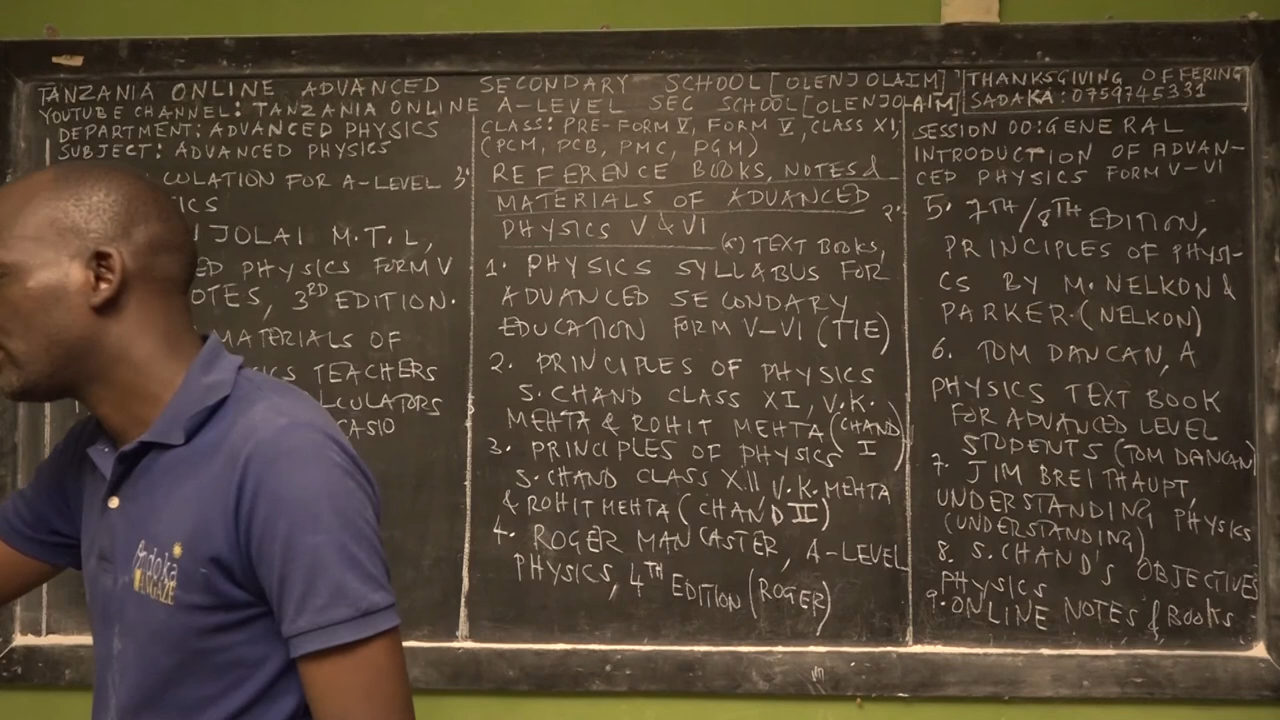 TANZANIA ONLINE ADVANCED SECONDARY SCHOOL [OLENJOLAIM]
YOUTUBE CHANNEL: TANZANIA ONLINE A-LEVEL SEC SCHOOL [OLENJOLAIM]
THANKSGIVING OFFERING
SADAKA: 0759745331
DEPARTMENT: ADVANCED PHYSICS
SUBJECT: ADVANCED PHYSICS
CULATION FOR A-LEVEL
ICS
JOLAI M.T.L,
ED PHYSICS FORM V
OTES, 3RD EDITION.
MATERIALS OF
ICS TEACHERS
LCULATORS
CASIO
CLASS: PRE-FORM V, FORM V, CLASS XI,
(PCM, PCB, PMC, PGM)
3. REFERENCE BOOKS, NOTES &
MATERIALS OF ADVANCED
PHYSICS V & VI
(a) TEXT BOOKS,
1. PHYSICS SYLLABUS FOR
ADVANCED SECONDARY
EDUCATION FORM V-VI (TIE)
2. PRINCIPLES OF PHYSICS
S. CHAND CLASS XI, V.K.
MEHTA & ROHIT MEHTA (CHAND I)
3. PRINCIPLES OF PHYSICS
S. CHAND CLASS XII V.K. MEHTA
& ROHIT MEHTA (CHAND II)
4. ROGER MANCASTER, A-LEVEL
PHYSICS, 4TH EDITION (ROGER)
SESSION 00: GENERAL
INTRODUCTION OF ADVAN-
CED PHYSICS FORM V-VI
5. 7TH/8TH EDITION,
PRINCIPLES OF PHYSI-
CS BY M. NELKON &
PARKER. (NELKON)
6. TOM DANCAN, A
PHYSICS TEXT BOOK
FOR ADVANCED LEVEL
STUDENTS (TOM DANCAN)
7. JIM BREITHAUPT,
UNDERSTANDING PHYSICS
(UNDERSTANDING)
8. S. CHAND'S OBJECTIVES
PHYSICS
9. ONLINE NOTES & BOOKS
ANGAZE